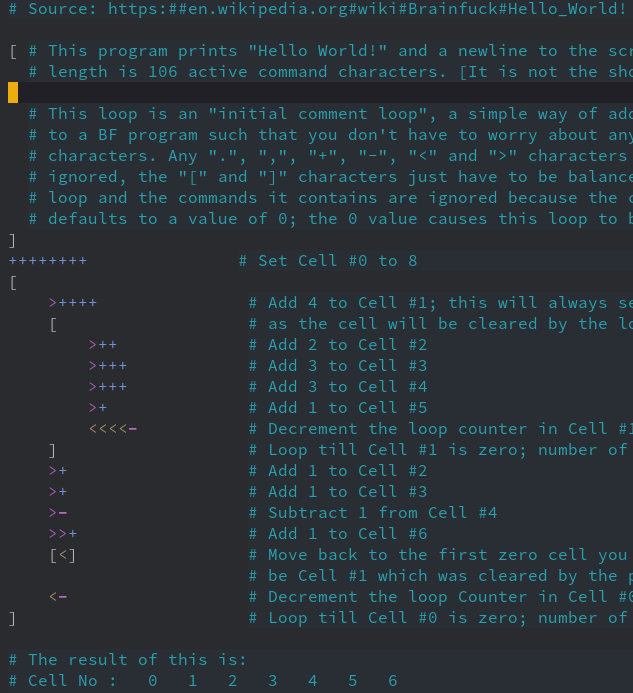 # Source: https:##en.wikipedia.org#wiki#Brainfuck#Hello_World!
[ # This program prints "Hello World!" and a newline to the scr
# length is 106 active command characters. [It is not the sho
# This loop is an "initial comment loop", a simple way of add
# to a BF program such that you don't have to worry about any
# characters. Any ".", ",", "+", "-", "<" and ">" characters
# ignored, the "[" and "]" characters just have to be balance
# loop and the commands it contains are ignored because the c
# defaults to a value of 0; the 0 value causes this loop to b
]
++++++++ # Set Cell #0 to 8
[
>++++ # Add 4 to Cell #1; this will always se
[ # as the cell will be cleared by the lo
>++ # Add 2 to Cell #2
>+++ # Add 3 to Cell #3
>+++ # Add 3 to Cell #4
>+ # Add 1 to Cell #5
<<<<- # Decrement the loop counter in Cell #1
] # Loop till Cell #1 is zero; number of
>+ # Add 1 to Cell #2
>+ # Add 1 to Cell #3
>- # Subtract 1 from Cell #4
>>+ # Add 1 to Cell #6
[<] # Move back to the first zero cell you
# be Cell #1 which was cleared by the p
<- # Decrement the loop Counter in Cell #0
] # Loop till Cell #0 is zero; number of
# The result of this is:
# Cell No : 0 1 2 3 4 5 6